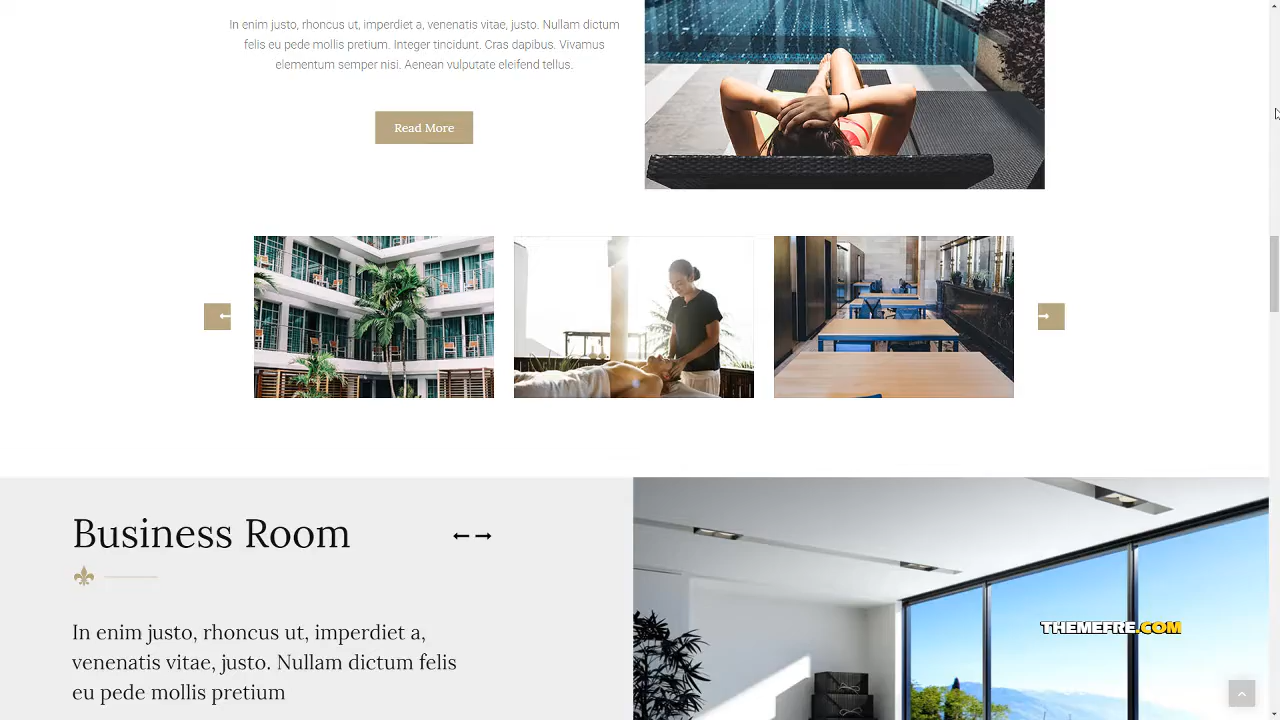 In enim justo, rhoncus ut, imperdiet a, venenatis vitae, justo. Nullam dictum
felis eu pede mollis pretium. Integer tincidunt. Cras dapibus. Vivamus
elementum semper nisi. Aenean vulputate eleifend tellus.
Read More
Business Room
In enim justo, rhoncus ut, imperdiet a,
venenatis vitae, justo. Nullam dictum felis
eu pede mollis pretium
THEMEFRE.COM